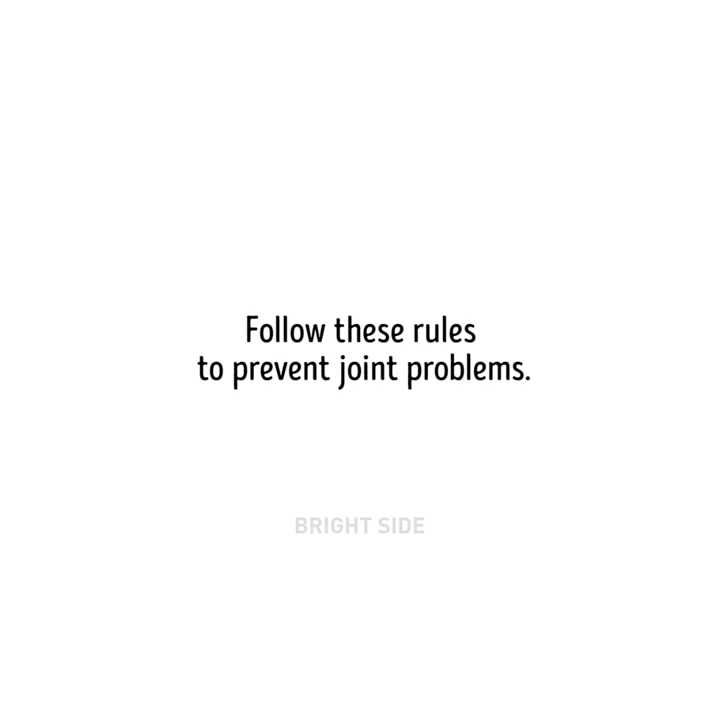 Follow these rules
to prevent joint problems.
BRIGHT SIDE